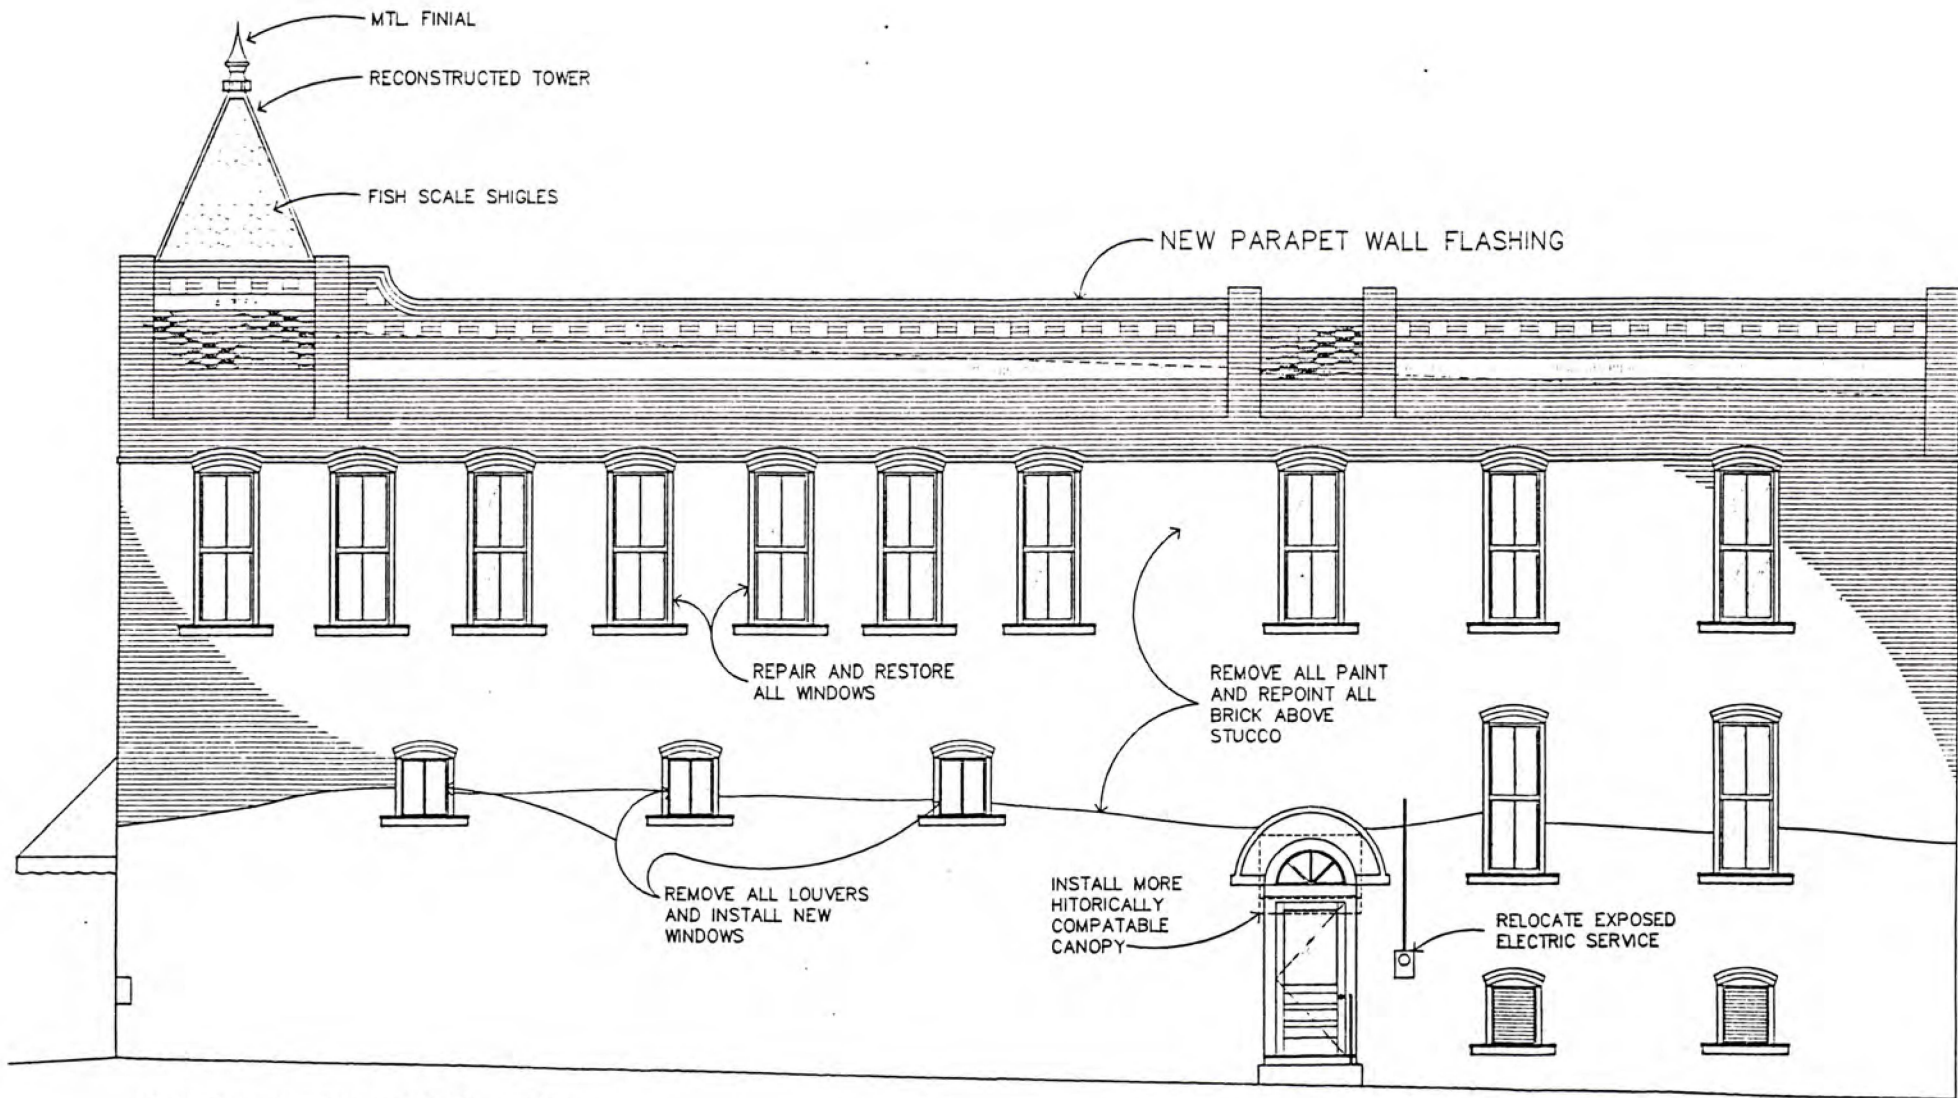 MTL FINIAL
RECONSTRUCTED TOWER
FISH SCALE SHIGLES
NEW PARAPET WALL FLASHING
REPAIR AND RESTORE
ALL WINDOWS
REMOVE ALL PAINT
AND REPOINT ALL
BRICK ABOVE
STUCCO
REMOVE ALL LOUVERS
AND INSTALL NEW
WINDOWS
INSTALL MORE
HITORICALLY
COMPATABLE
CANOPY
RELOCATE EXPOSED
ELECTRIC SERVICE